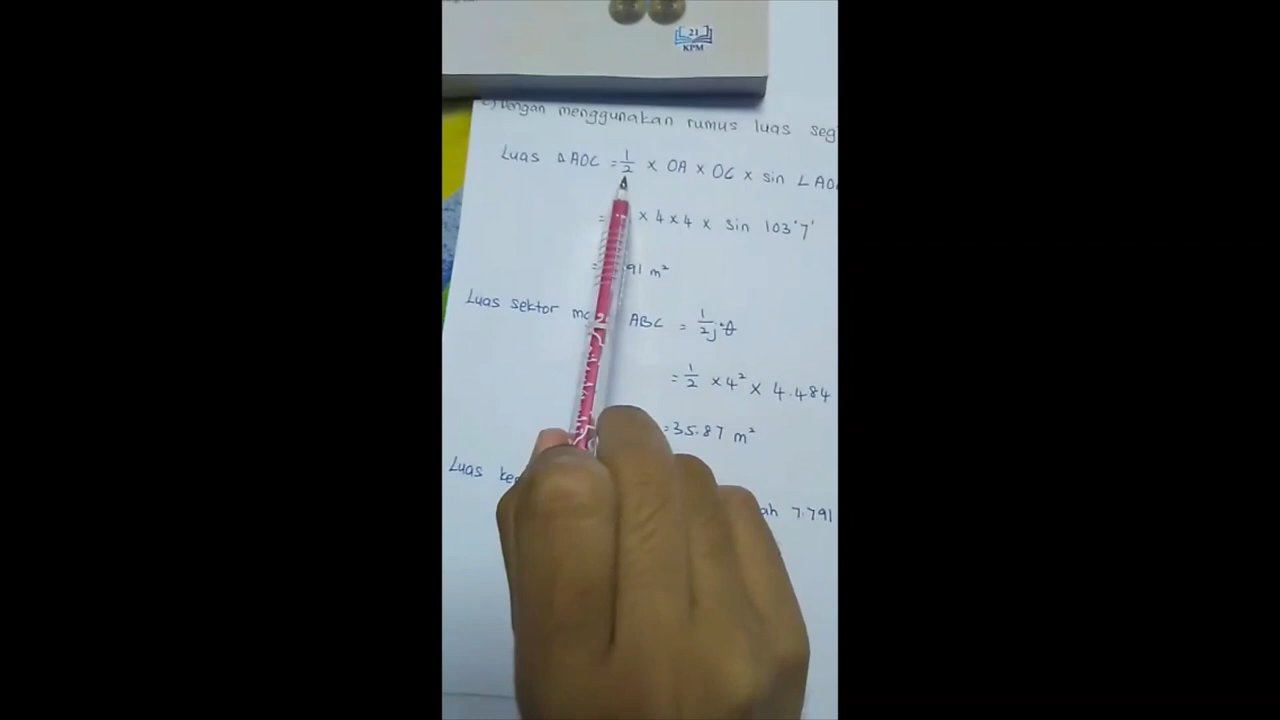 21
KPM
c) Dengan menggunakan rumus luas seg
Luas △AOC = 1/2 × OA × OC × sin ∠AO
= × 4 × 4 × sin 103°7'
= 91 m²
Luas sektor ABC = 1/2 j²θ
= 1/2 × 4² × 4.484
= 35.87 m²
Luas 7.791